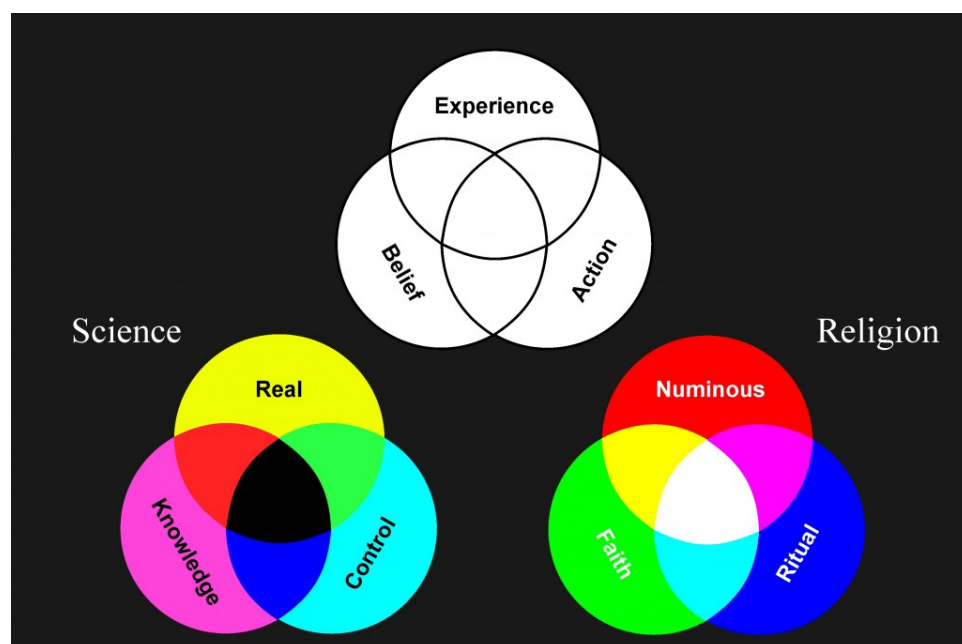 Experience
Belief
Action
Science
Religion
Real
Knowledge
Control
Numinous
Faith
Ritual